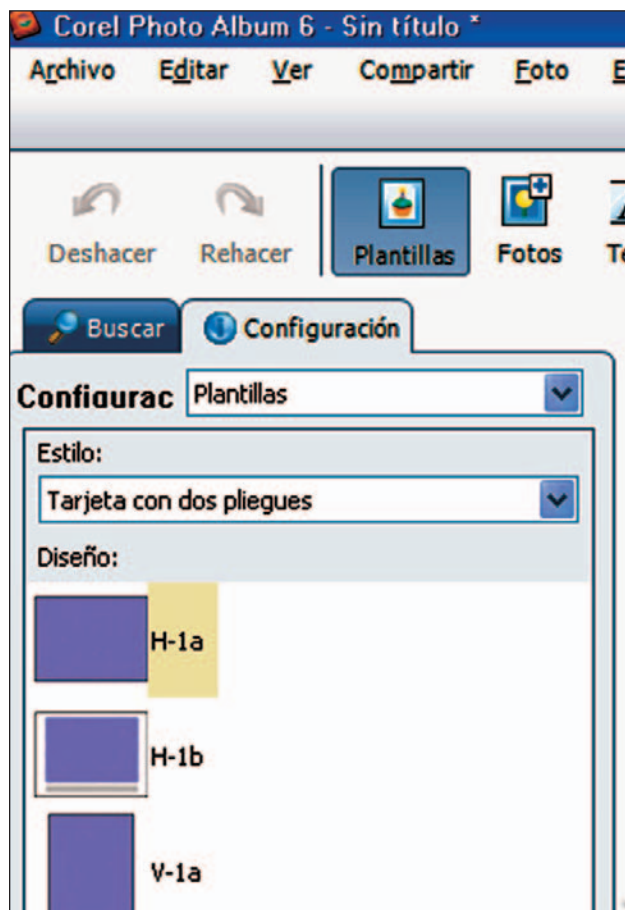 Corel Photo Album 6 - Sin título *
Archivo Editar Ver Compartir Foto E
Deshacer Rehacer Plantillas Fotos Te
Buscar Configuración
Configurac Plantillas
Estilo:
Tarjeta con dos pliegues
Diseño:
H-1a
H-1b
V-1a